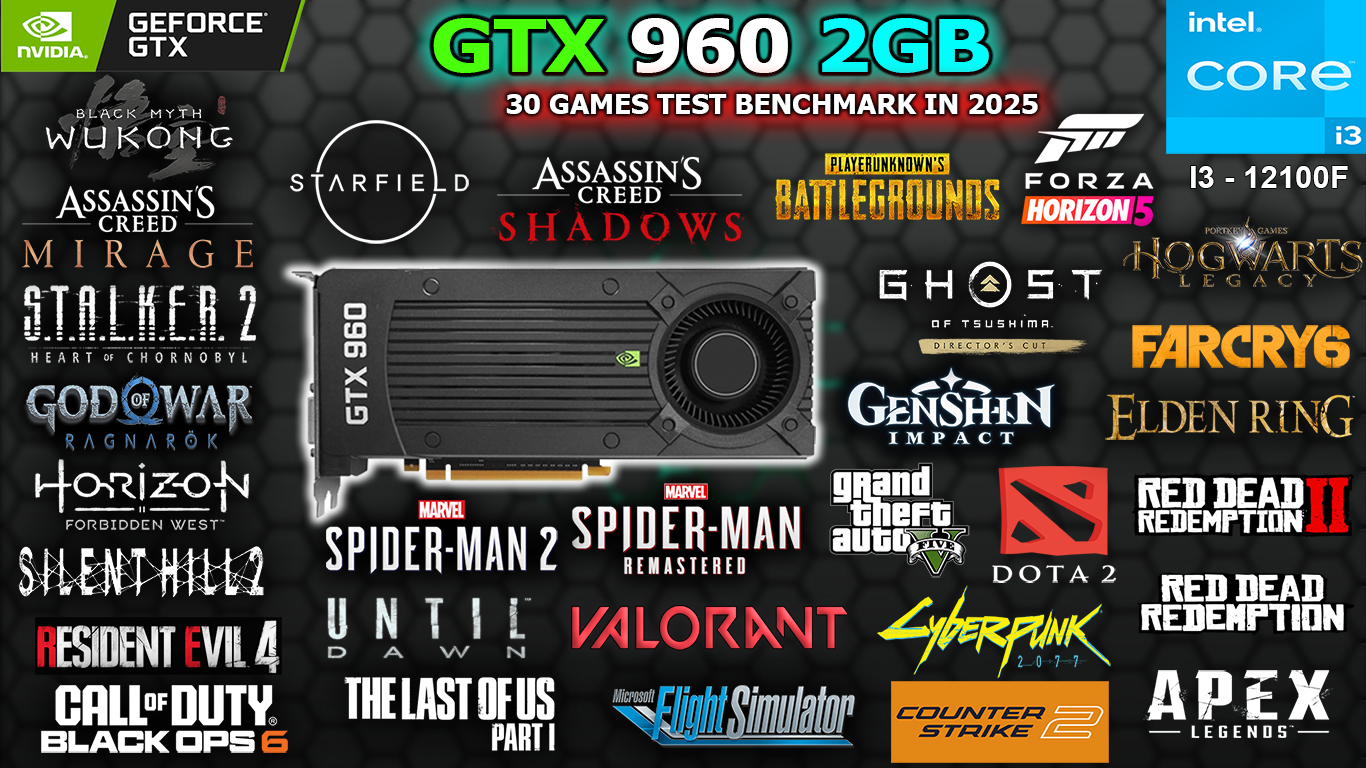 NVIDIA.
GEFORCE®
GTX
GTX 960 2GB
30 GAMES TEST BENCHMARK IN 2025
intel.
CORE™
i3
I3 - 12100F
BLACK MYTH
WUKONG
STARFIELD
ASSASSIN'S
CREED
SHADOWS
PLAYERUNKNOWN'S
BATTLEGROUNDS
FORZA
HORIZON 5
ASSASSIN'S
CREED
MIRAGE
PORTKEY GAMES
HOGWARTS
LEGACY
S.T.A.L.K.E.R. 2
HEART OF CHORNOBYL
GTX 960
GHOST
OF TSUSHIMA
DIRECTOR'S CUT
FARCRY6
GOD OF WAR
RAGNARÖK
GENSHIN
IMPACT
ELDEN RING
HORIZON
FORBIDDEN WEST™
MARVEL
SPIDER-MAN 2
MARVEL
SPIDER-MAN
REMASTERED
grand
theft
auto V
FIVE
DOTA 2
RED DEAD
REDEMPTION II
SILENT HILL 2
UNTIL
DAWN
VALORANT
CYBERPUNK
2077
RED DEAD
REDEMPTION
RESIDENT EVIL 4
CALL OF DUTY®
BLACK OPS 6
THE LAST OF US
PART I
Microsoft
Flight Simulator
COUNTER
STRIKE 2
APEX
LEGENDS™